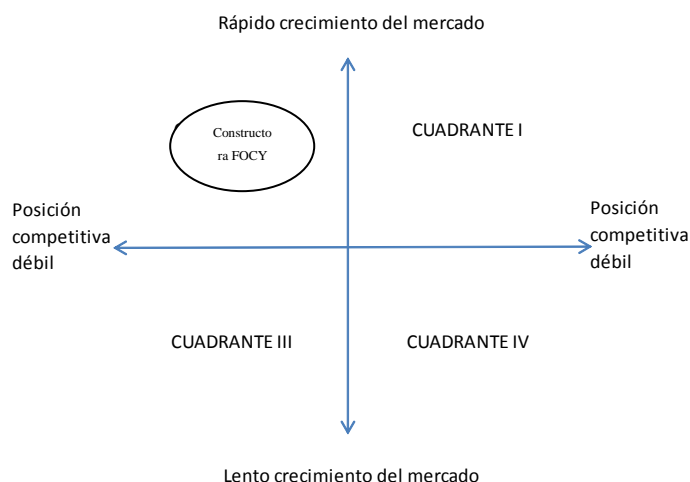 Rápido crecimiento del mercado
CUADRANTE I
Constructo
ra FOCY
Posición
competitiva
débil
Posición
competitiva
débil
CUADRANTE III
CUADRANTE IV
Lento crecimiento del mercado